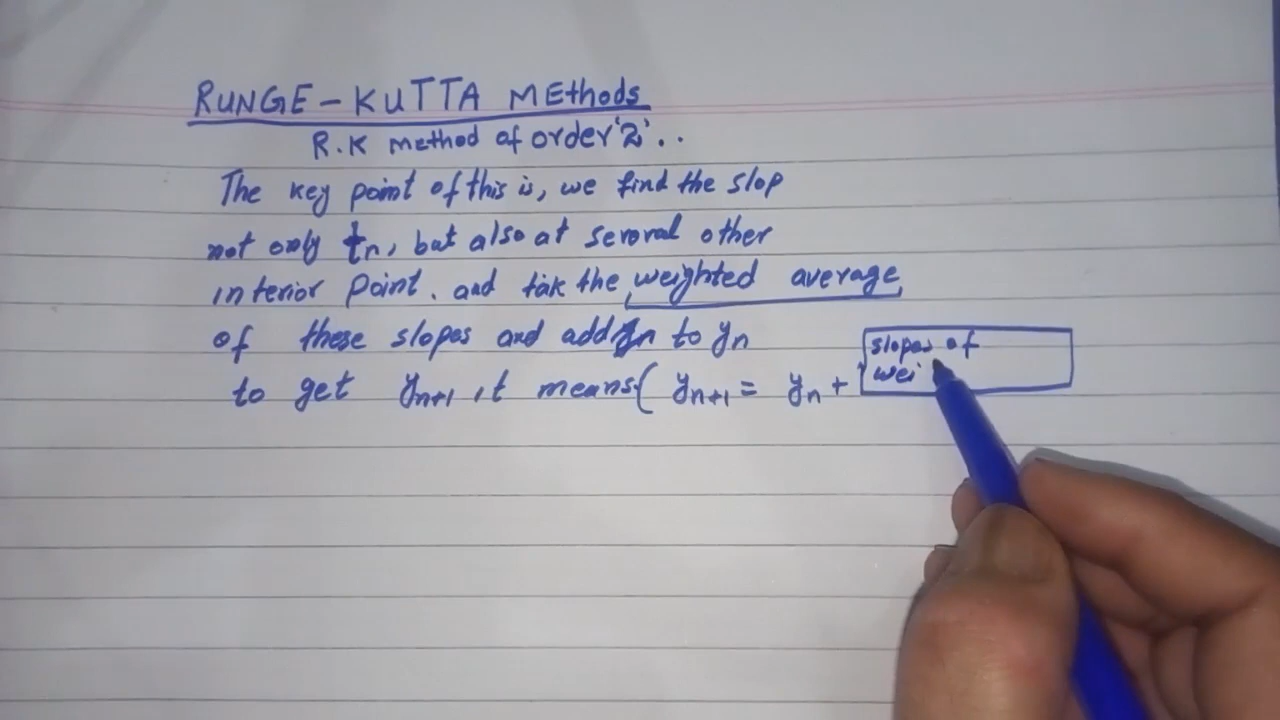 RUNGE-KUTTA METhods
R.K method of order '2'..
The key point of this is, we find the slop
not only tn, but also at several other
interior point. and tak the weighted average
of these slopes and add to yn
to get yn+1, it means( yn+1 = yn +
slopes of
wei